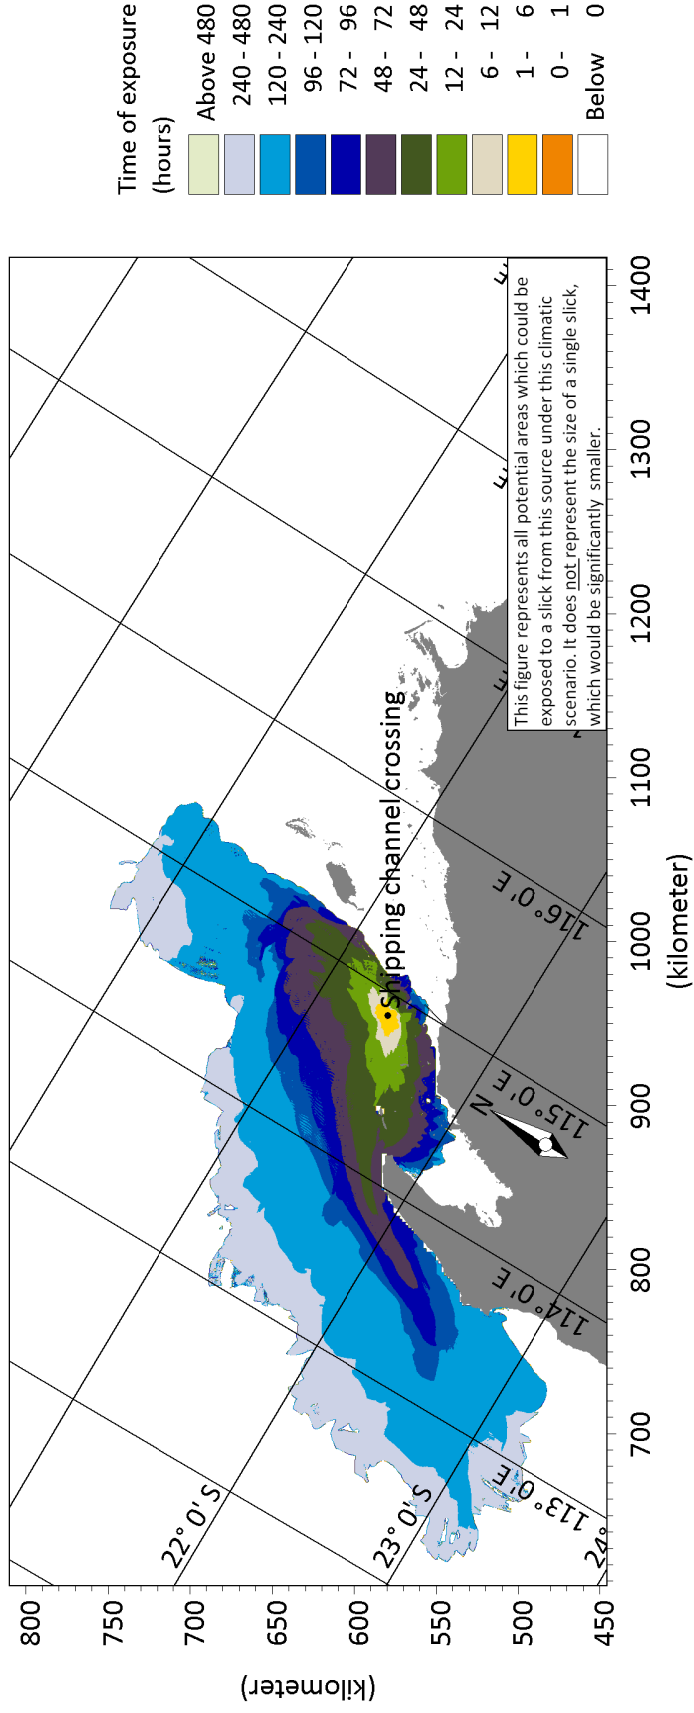 Time of exposure
(hours)
Above 480
240 - 480
120 - 240
96 - 120
72 - 96
48 - 72
24 - 48
12 - 24
6 - 12
1 - 6
0 - 1
Below 0
Shipping channel crossing
22° 0' S
23° 0' S
24°
113° 0' E
114° 0' E
115° 0' E
116° 0' E
E
E
E
N
This figure represents all potential areas which could be
exposed to a slick from this source under this climatic
scenario. It does not represent the size of a single slick,
which would be significantly smaller.
800
750
700
650
600
550
500
450
(kilometer)
700
800
900
1000
1100
1200
1300
1400
(kilometer)